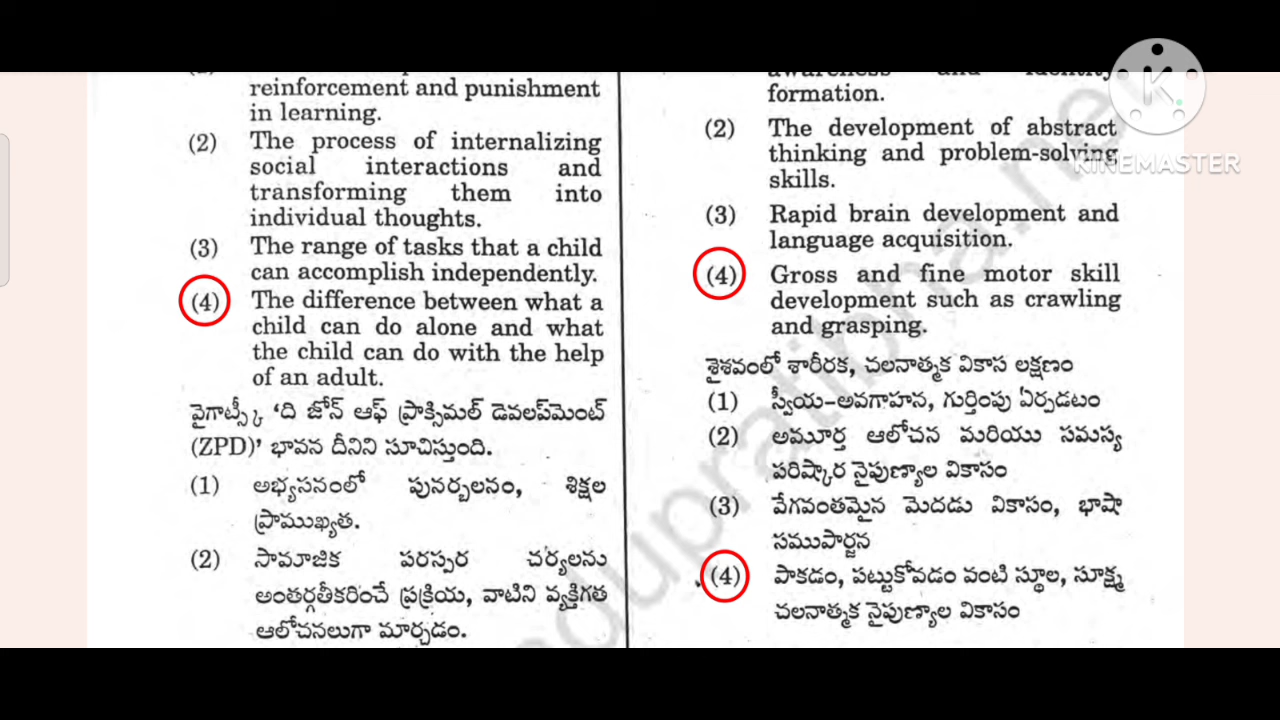 reinforcement and punishment
in learning.
(2) The process of internalizing
social interactions and
transforming them into
individual thoughts.
(3) The range of tasks that a child
can accomplish independently.
(4) The difference between what a
child can do alone and what
the child can do with the help
of an adult.
వైగాట్స్కీ 'ది జోన్ ఆఫ్ ప్రాక్సిమల్ డెవలప్‌మెంట్
(ZPD)' భావన దీనిని సూచిస్తుంది.
(1) అభ్యసనంలో పునర్బలనం, శిక్షల
ప్రాముఖ్యత.
(2) సామాజిక పరస్పర చర్యలను
అంతర్గతీకరించే ప్రక్రియ, వాటిని వ్యక్తిగత
ఆలోచనలుగా మార్చడం.
awareness and identity
formation.
(2) The development of abstract
thinking and problem-solving
skills.
(3) Rapid brain development and
language acquisition.
(4) Gross and fine motor skill
development such as crawling
and grasping.
శైశవంలో శారీరక, చలనాత్మక వికాస లక్షణం
(1) స్వీయ-అవగాహన, గుర్తింపు ఏర్పడటం
(2) అమూర్త ఆలోచన మరియు సమస్య
పరిష్కార నైపుణ్యాల వికాసం
(3) వేగవంతమైన మెదడు వికాసం, భాషా
సముపార్జన
(4) పాకడం, పట్టుకోవడం వంటి స్థూల, సూక్ష్మ
చలనాత్మక నైపుణ్యాల వికాసం
K
KINEMASTER
edupratibha.net